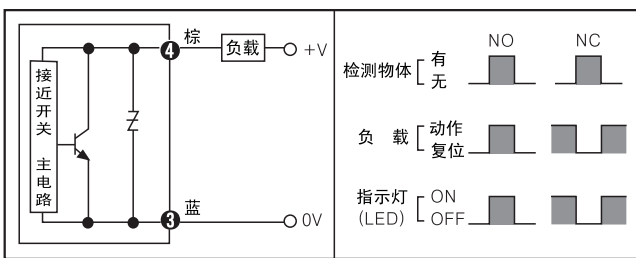 接近开关 主电路
④ 棕
负载
+V
③ 蓝
0V
NO NC
检测物体 有 无
负 载 动作 复位
指示灯 (LED) ON OFF